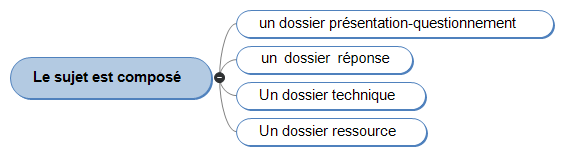 un dossier présentation-questionnement
Le sujet est composé
un dossier réponse
Un dossier technique
Un dossier ressource